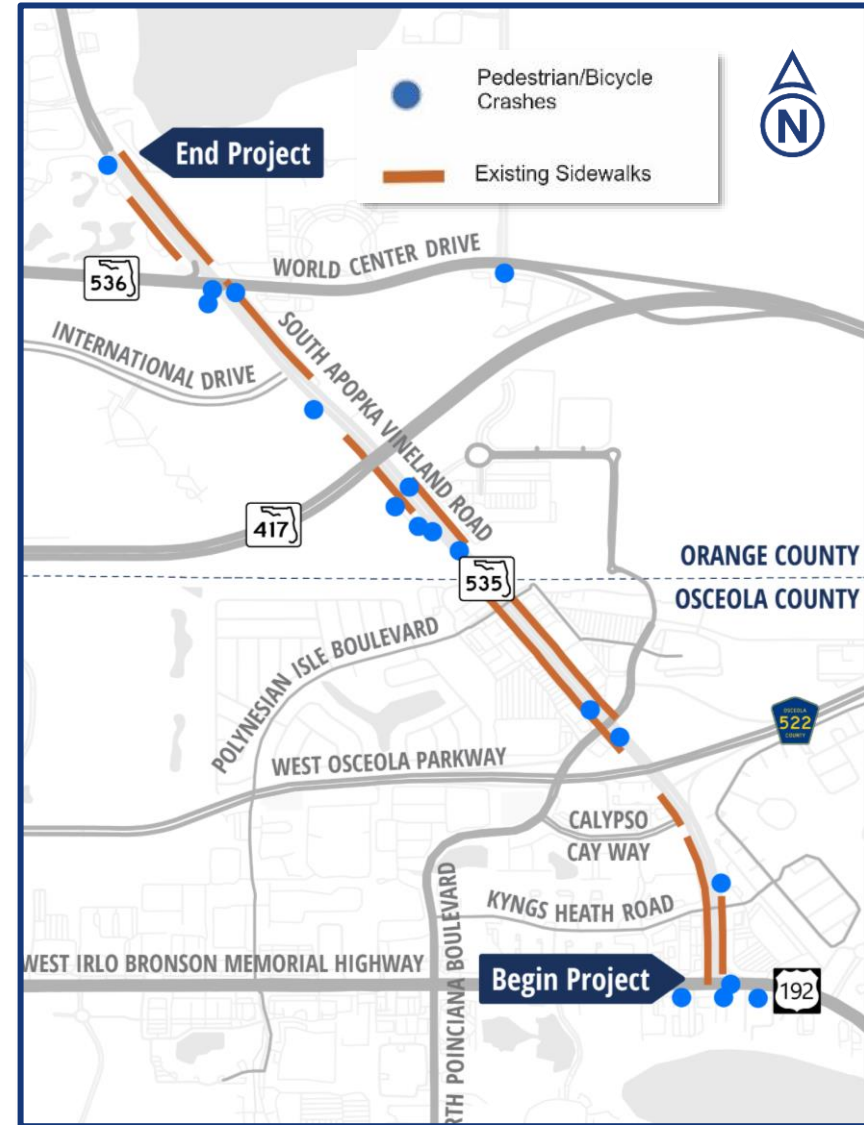 Pedestrian/Bicycle
Crashes
N
End Project
Existing Sidewalks
WORLD CENTER DRIVE
536
SOUTH APOPKA VINELAND ROAD
INTERNATIONAL DRIVE
417
ORANGE COUNTY
535
OSCEOLA COUNTY
POLYNESIAN ISLE BOULEVARD
OSCEOLA
522
COUNTY
WEST OSCEOLA PARKWAY
CALYPSO
CAY WAY
KYNGS HEATH ROAD
WEST IRLO BRONSON MEMORIAL HIGHWAY
Begin Project
192
RTH POINCIANA BOULEVARD